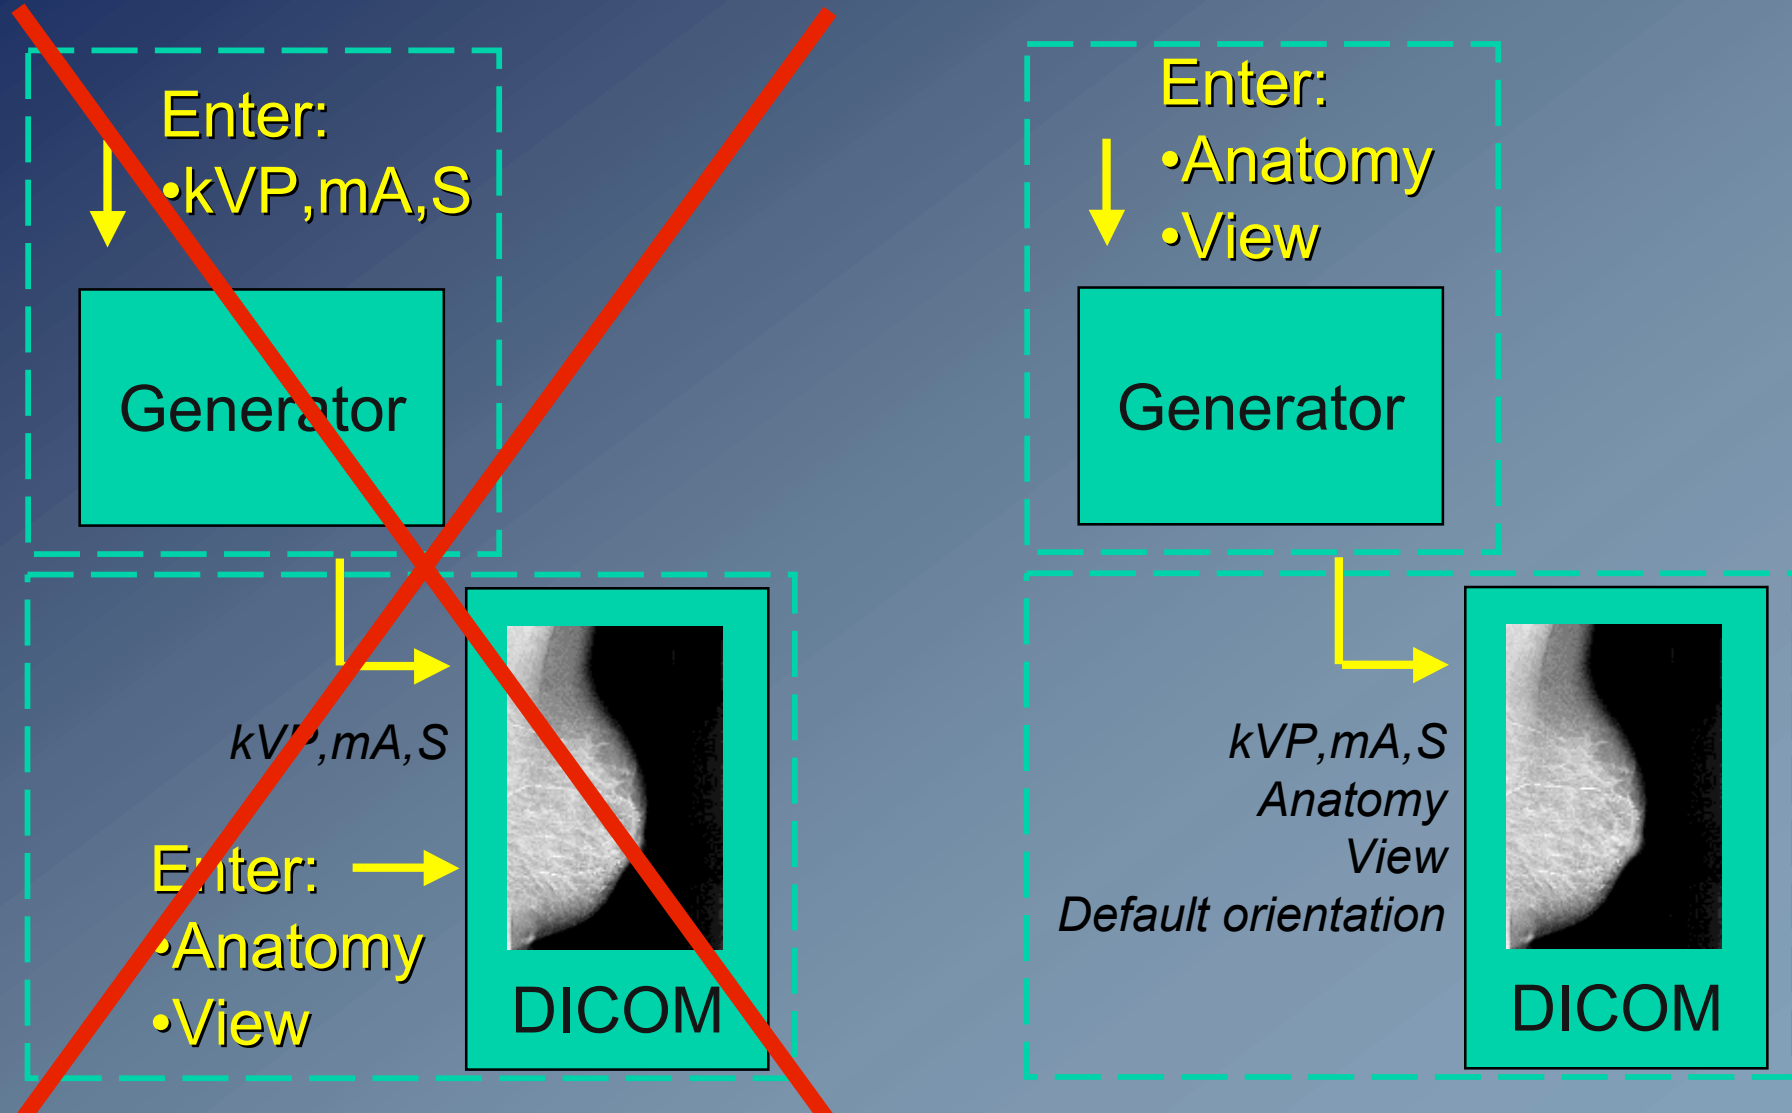 Enter:
•kVP,mA,S
Generator
kVP,mA,S
Enter:
•Anatomy
•View
DICOM
Enter:
•Anatomy
•View
Generator
kVP,mA,S
Anatomy
View
Default orientation
DICOM